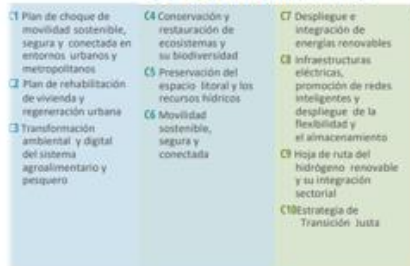 C1 Plan de choque de
movilidad sostenible,
segura y conectada en
entornos urbanos y
metropolitanos
C2 Plan de rehabilitación
de vivienda y
regeneración urbana
C3 Transformación
ambiental y digital
del sistema
agroalimentario y
pesquero
C4 Conservación y
restauración de
ecosistemas y
su biodiversidad
C5 Preservación del
espacio litoral y los
recursos hídricos
C6 Movilidad
sostenible,
segura y
conectada
C7 Despliegue e
integración de
energías renovables
C8 Infraestructuras
eléctricas,
promoción de redes
inteligentes y
despliegue de la
flexibilidad y
el almacenamiento
C9 Hoja de ruta del
hidrógeno renovable
y su integración
sectorial
C10Estrategia de
Transición Justa